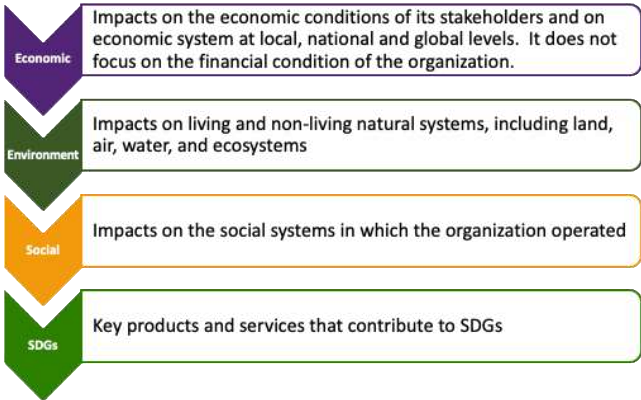 Economic
Impacts on the economic conditions of its stakeholders and on
economic system at local, national and global levels.  It does not
focus on the financial condition of the organization.
Environment
Impacts on living and non-living natural systems, including land,
air, water, and ecosystems
Social
Impacts on the social systems in which the organization operated
SDGs
Key products and services that contribute to SDGs